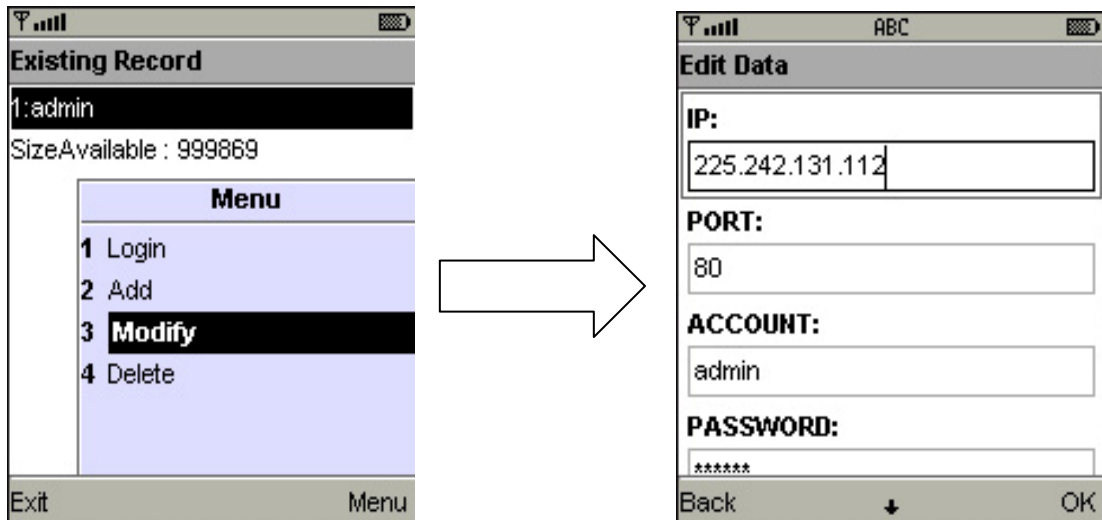 Existing Record
1:admin
SizeAvailable : 999869
Menu
1 Login
2 Add
3 Modify
4 Delete
Exit Menu
ABC
Edit Data
IP:
225.242.131.112
PORT:
80
ACCOUNT:
admin
PASSWORD:
******
Back OK